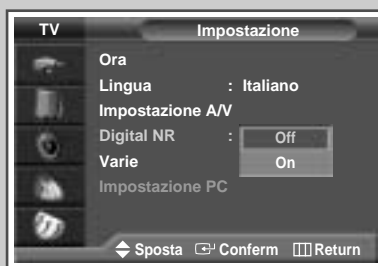 TV Impostazione
Ora
Lingua : Italiano
Impostazione A/V
Digital NR : Off
Varie On
Impostazione PC
Sposta Conferm Return